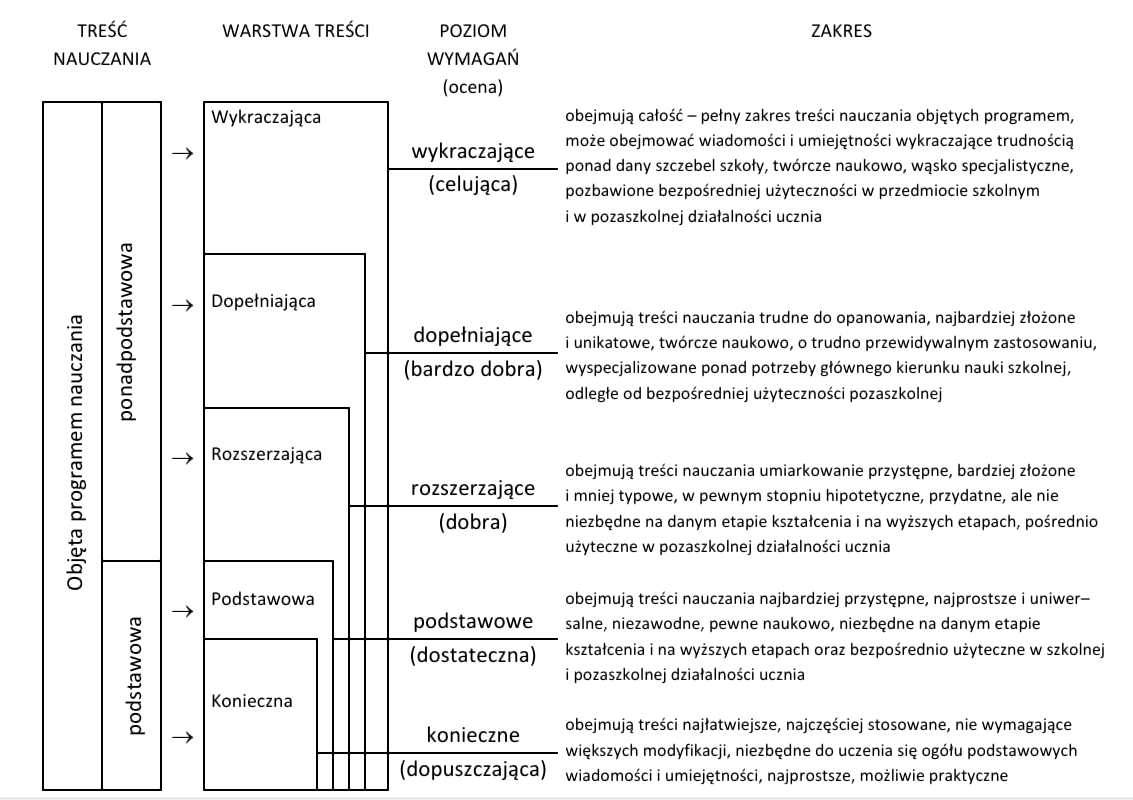 TREŚĆ
NAUCZANIA
WARSTWA TREŚCI
POZIOM
WYMAGAŃ
(ocena)
ZAKRES
Objęta programem nauczania
ponadpodstawowa
podstawowa
→
Wykraczająca
wykraczające
(celująca)
obejmują całość – pełny zakres treści nauczania objętych programem,
może obejmować wiadomości i umiejętności wykraczające trudnością
ponad dany szczebel szkoły, twórcze naukowo, wąsko specjalistyczne,
pozbawione bezpośredniej użyteczności w przedmiocie szkolnym
i w pozaszkolnej działalności ucznia
→
Dopełniająca
dopełniające
(bardzo dobra)
obejmują treści nauczania trudne do opanowania, najbardziej złożone
i unikatowe, twórcze naukowo, o trudno przewidywalnym zastosowaniu,
wyspecjalizowane ponad potrzeby głównego kierunku nauki szkolnej,
odległe od bezpośredniej użyteczności pozaszkolnej
→
Rozszerzająca
rozszerzające
(dobra)
obejmują treści nauczania umiarkowanie przystępne, bardziej złożone
i mniej typowe, w pewnym stopniu hipotetyczne, przydatne, ale nie
niezbędne na danym etapie kształcenia i na wyższych etapach, pośrednio
użyteczne w pozaszkolnej działalności ucznia
→
Podstawowa
podstawowe
(dostateczna)
obejmują treści nauczania najbardziej przystępne, najprostsze i uniwer–
salne, niezawodne, pewne naukowo, niezbędne na danym etapie
kształcenia i na wyższych etapach oraz bezpośrednio użyteczne w szkolnej
i pozaszkolnej działalności ucznia
→
Konieczna
konieczne
(dopuszczająca)
obejmują treści najłatwiejsze, najczęściej stosowane, nie wymagające
większych modyfikacji, niezbędne do uczenia się ogółu podstawowych
wiadomości i umiejętności, najprostsze, możliwie praktyczne